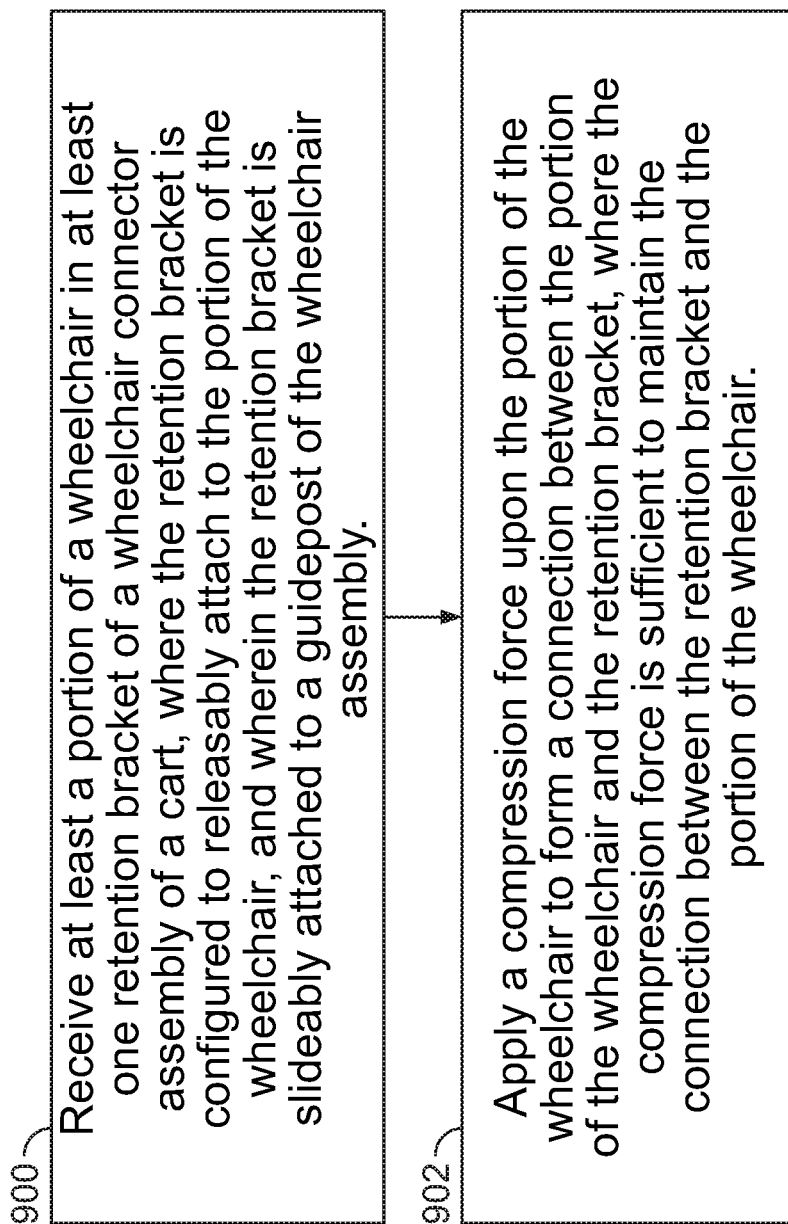 900
Receive at least a portion of a wheelchair in at least
one retention bracket of a wheelchair connector
assembly of a cart, where the retention bracket is
configured to releasably attach to the portion of the
wheelchair, and wherein the retention bracket is
slideably attached to a guidepost of the wheelchair
assembly.
902
Apply a compression force upon the portion of the
wheelchair to form a connection between the portion
of the wheelchair and the retention bracket, where the
compression force is sufficient to maintain the
connection between the retention bracket and the
portion of the wheelchair.